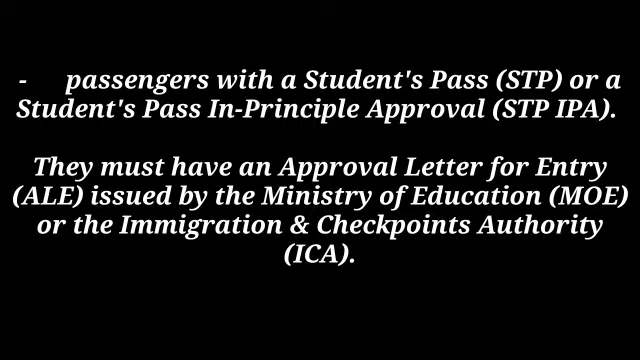 - passengers with a Student's Pass (STP) or a
Student's Pass In-Principle Approval (STP IPA).
They must have an Approval Letter for Entry
(ALE) issued by the Ministry of Education (MOE)
or the Immigration & Checkpoints Authority
(ICA).